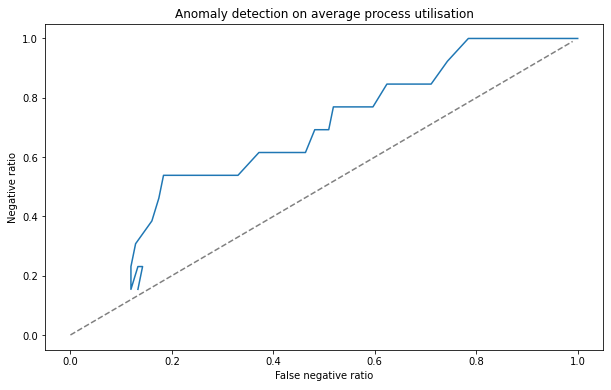 Anomaly detection on average process utilisation
1.0
0.8
0.6
0.4
0.2
0.0
Negative ratio
0.0 0.2 0.4 0.6 0.8 1.0
False negative ratio